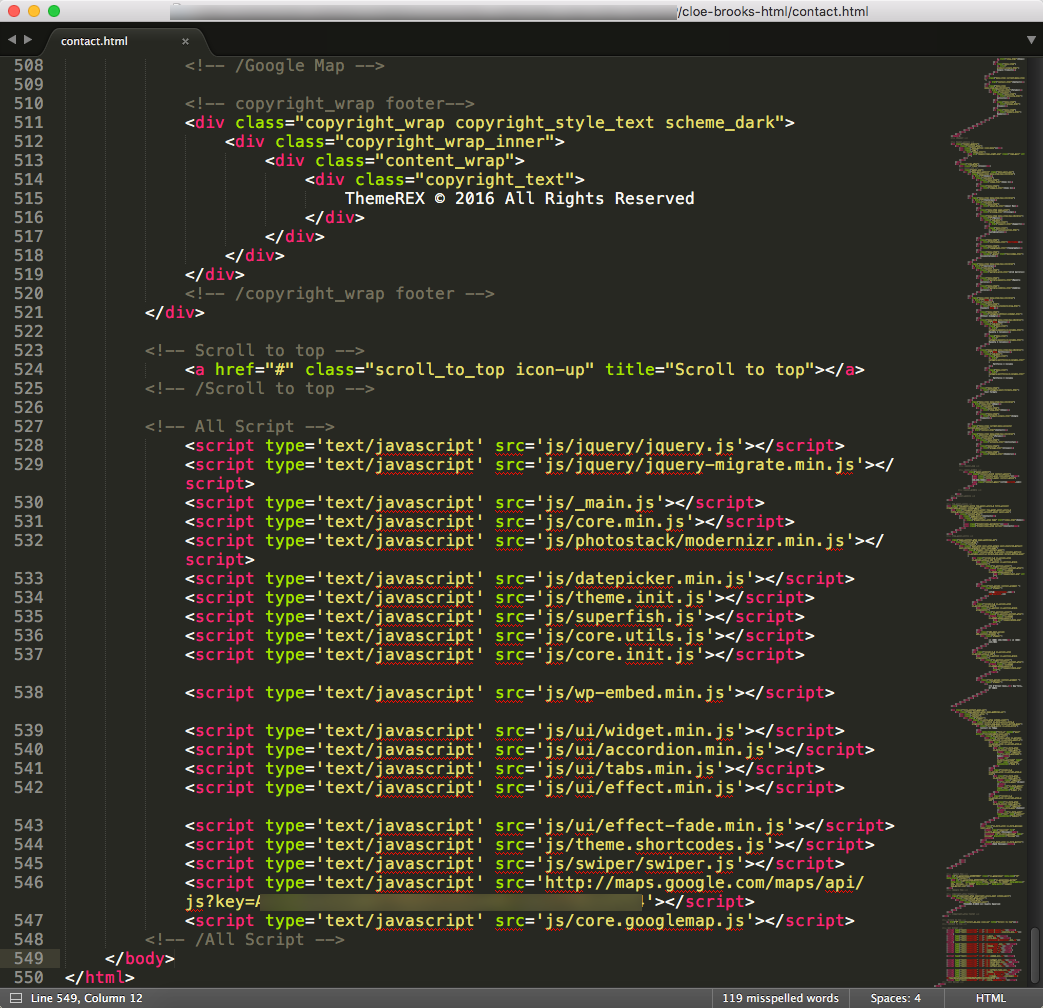 /cloe-brooks-html/contact.html
contact.html ×
508 <!-- /Google Map -->
509
510 <!-- copyright_wrap footer-->
511 <div class="copyright_wrap copyright_style_text scheme_dark">
512 <div class="copyright_wrap_inner">
513 <div class="content_wrap">
514 <div class="copyright_text">
515 ThemeREX © 2016 All Rights Reserved
516 </div>
517 </div>
518 </div>
519 </div>
520 <!-- /copyright_wrap footer -->
521 </div>
522
523 <!-- Scroll to top -->
524 <a href="#" class="scroll_to_top icon-up" title="Scroll to top"></a>
525 <!-- /Scroll to top -->
526
527 <!-- All Script -->
528 <script type='text/javascript' src='js/jquery/jquery.js'></script>
529 <script type='text/javascript' src='js/jquery/jquery-migrate.min.js'></
script>
530 <script type='text/javascript' src='js/_main.js'></script>
531 <script type='text/javascript' src='js/core.min.js'></script>
532 <script type='text/javascript' src='js/photostack/modernizr.min.js'></
script>
533 <script type='text/javascript' src='js/datepicker.min.js'></script>
534 <script type='text/javascript' src='js/theme.init.js'></script>
535 <script type='text/javascript' src='js/superfish.js'></script>
536 <script type='text/javascript' src='js/core.utils.js'></script>
537 <script type='text/javascript' src='js/core.init.js'></script>
538 <script type='text/javascript' src='js/wp-embed.min.js'></script>
539 <script type='text/javascript' src='js/ui/widget.min.js'></script>
540 <script type='text/javascript' src='js/ui/accordion.min.js'></script>
541 <script type='text/javascript' src='js/ui/tabs.min.js'></script>
542 <script type='text/javascript' src='js/ui/effect.min.js'></script>
543 <script type='text/javascript' src='js/ui/effect-fade.min.js'></script>
544 <script type='text/javascript' src='js/theme.shortcodes.js'></script>
545 <script type='text/javascript' src='js/swiper/swiper.js'></script>
546 <script type='text/javascript' src='http://maps.google.com/maps/api/
js?key=A '></script>
547 <script type='text/javascript' src='js/core.googlemap.js'></script>
548 <!-- /All Script -->
549 </body>
550 </html>
Line 549, Column 12 119 misspelled words Spaces: 4 HTML